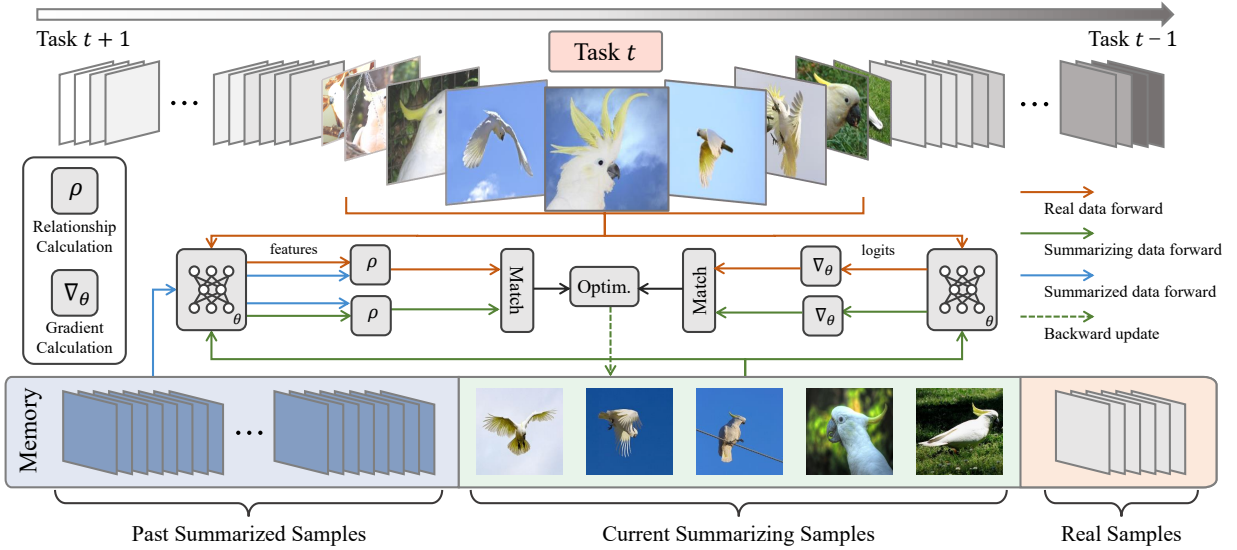 Task t + 1
Task t
Task t − 1
...
...
ρ
Relationship
Calculation
∇θ
Gradient
Calculation
features
logits
θ
ρ
ρ
Match
Optim.
Match
∇θ
∇θ
θ
Real data forward
Summarizing data forward
Summarized data forward
Backward update
Memory
...
Past Summarized Samples
Current Summarizing Samples
Real Samples